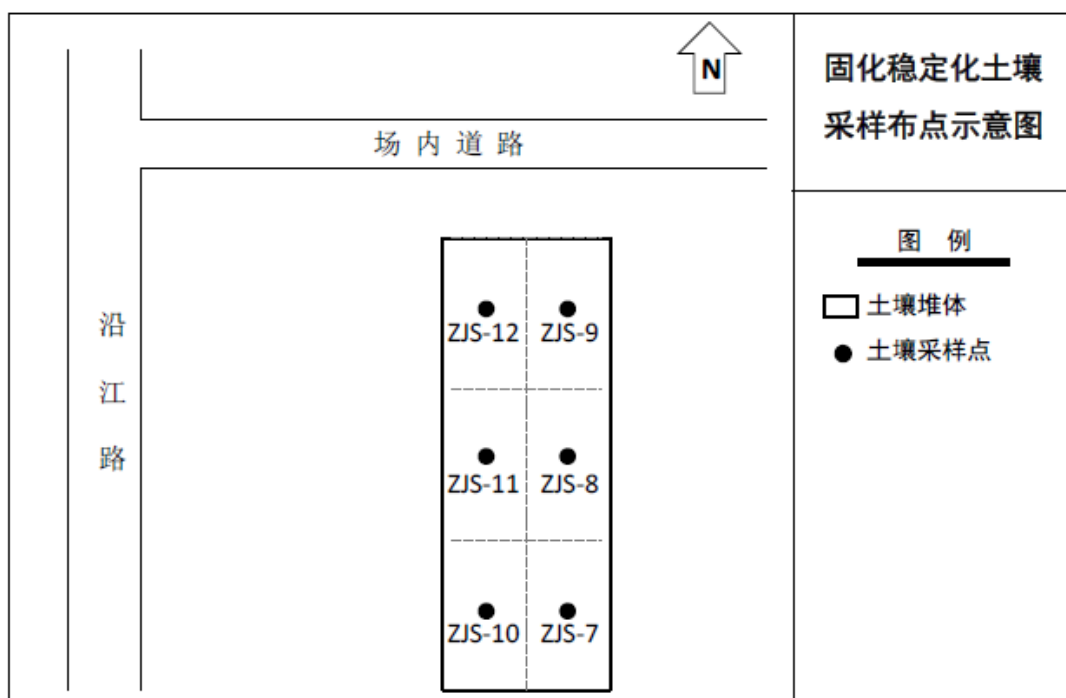 N
固化稳定化土壤
采样布点示意图
场内道路
图 例
土壤堆体
土壤采样点
沿
江
路
ZJS-12 ZJS-9
ZJS-11 ZJS-8
ZJS-10 ZJS-7